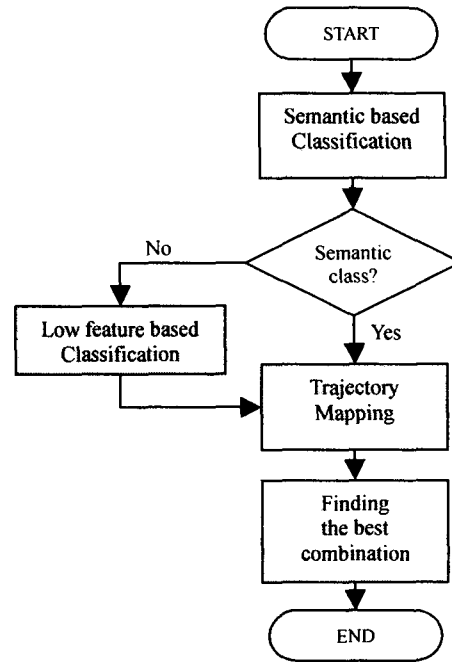 START
Semantic based
Classification
Semantic
class?
No
Yes
Low feature based
Classification
Trajectory
Mapping
Finding
the best
combination
END